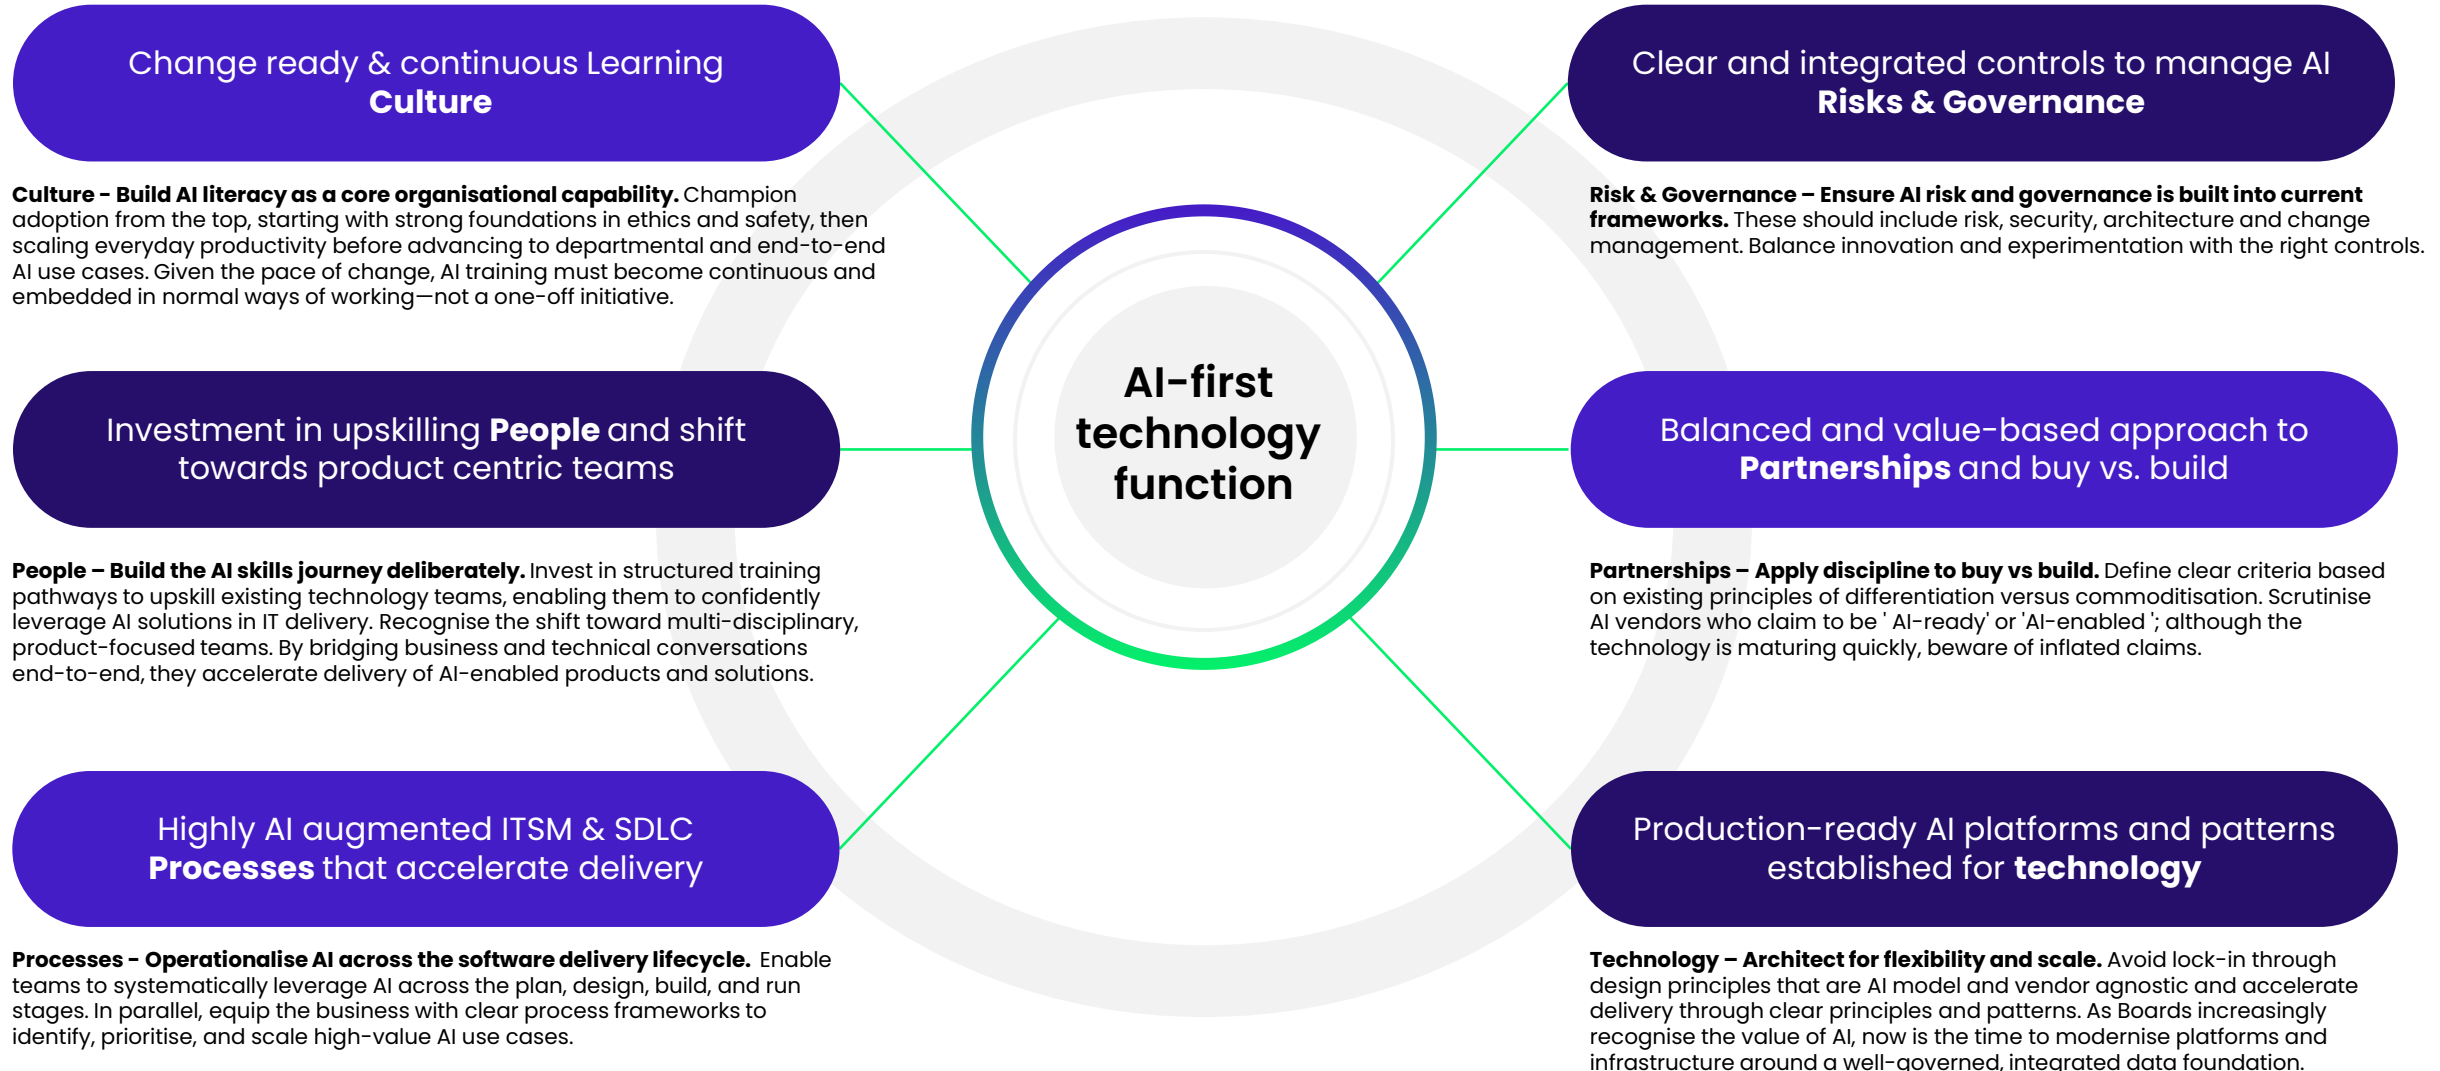 Change ready & continuous Learning
Culture
Culture - Build AI literacy as a core organisational capability. Champion
adoption from the top, starting with strong foundations in ethics and safety, then
scaling everyday productivity before advancing to departmental and end-to-end
AI use cases. Given the pace of change, AI training must become continuous and
embedded in normal ways of working—not a one-off initiative.
Investment in upskilling People and shift
towards product centric teams
People – Build the AI skills journey deliberately. Invest in structured training
pathways to upskill existing technology teams, enabling them to confidently
leverage AI solutions in IT delivery. Recognise the shift toward multi-disciplinary,
product-focused teams. By bridging business and technical conversations
end-to-end, they accelerate delivery of AI-enabled products and solutions.
Highly AI augmented ITSM & SDLC
Processes that accelerate delivery
Processes - Operationalise AI across the software delivery lifecycle. Enable
teams to systematically leverage AI across the plan, design, build, and run
stages. In parallel, equip the business with clear process frameworks to
identify, prioritise, and scale high-value AI use cases.
AI-first
technology
function
Clear and integrated controls to manage AI
Risks & Governance
Risk & Governance – Ensure AI risk and governance is built into current
frameworks. These should include risk, security, architecture and change
management. Balance innovation and experimentation with the right controls.
Balanced and value-based approach to
Partnerships and buy vs. build
Partnerships – Apply discipline to buy vs build. Define clear criteria based
on existing principles of differentiation versus commoditisation. Scrutinise
AI vendors who claim to be ' AI-ready' or 'AI-enabled '; although the
technology is maturing quickly, beware of inflated claims.
Production-ready AI platforms and patterns
established for technology
Technology – Architect for flexibility and scale. Avoid lock-in through
design principles that are AI model and vendor agnostic and accelerate
delivery through clear principles and patterns. As Boards increasingly
recognise the value of AI, now is the time to modernise platforms and
infrastructure around a well-governed, integrated data foundation.